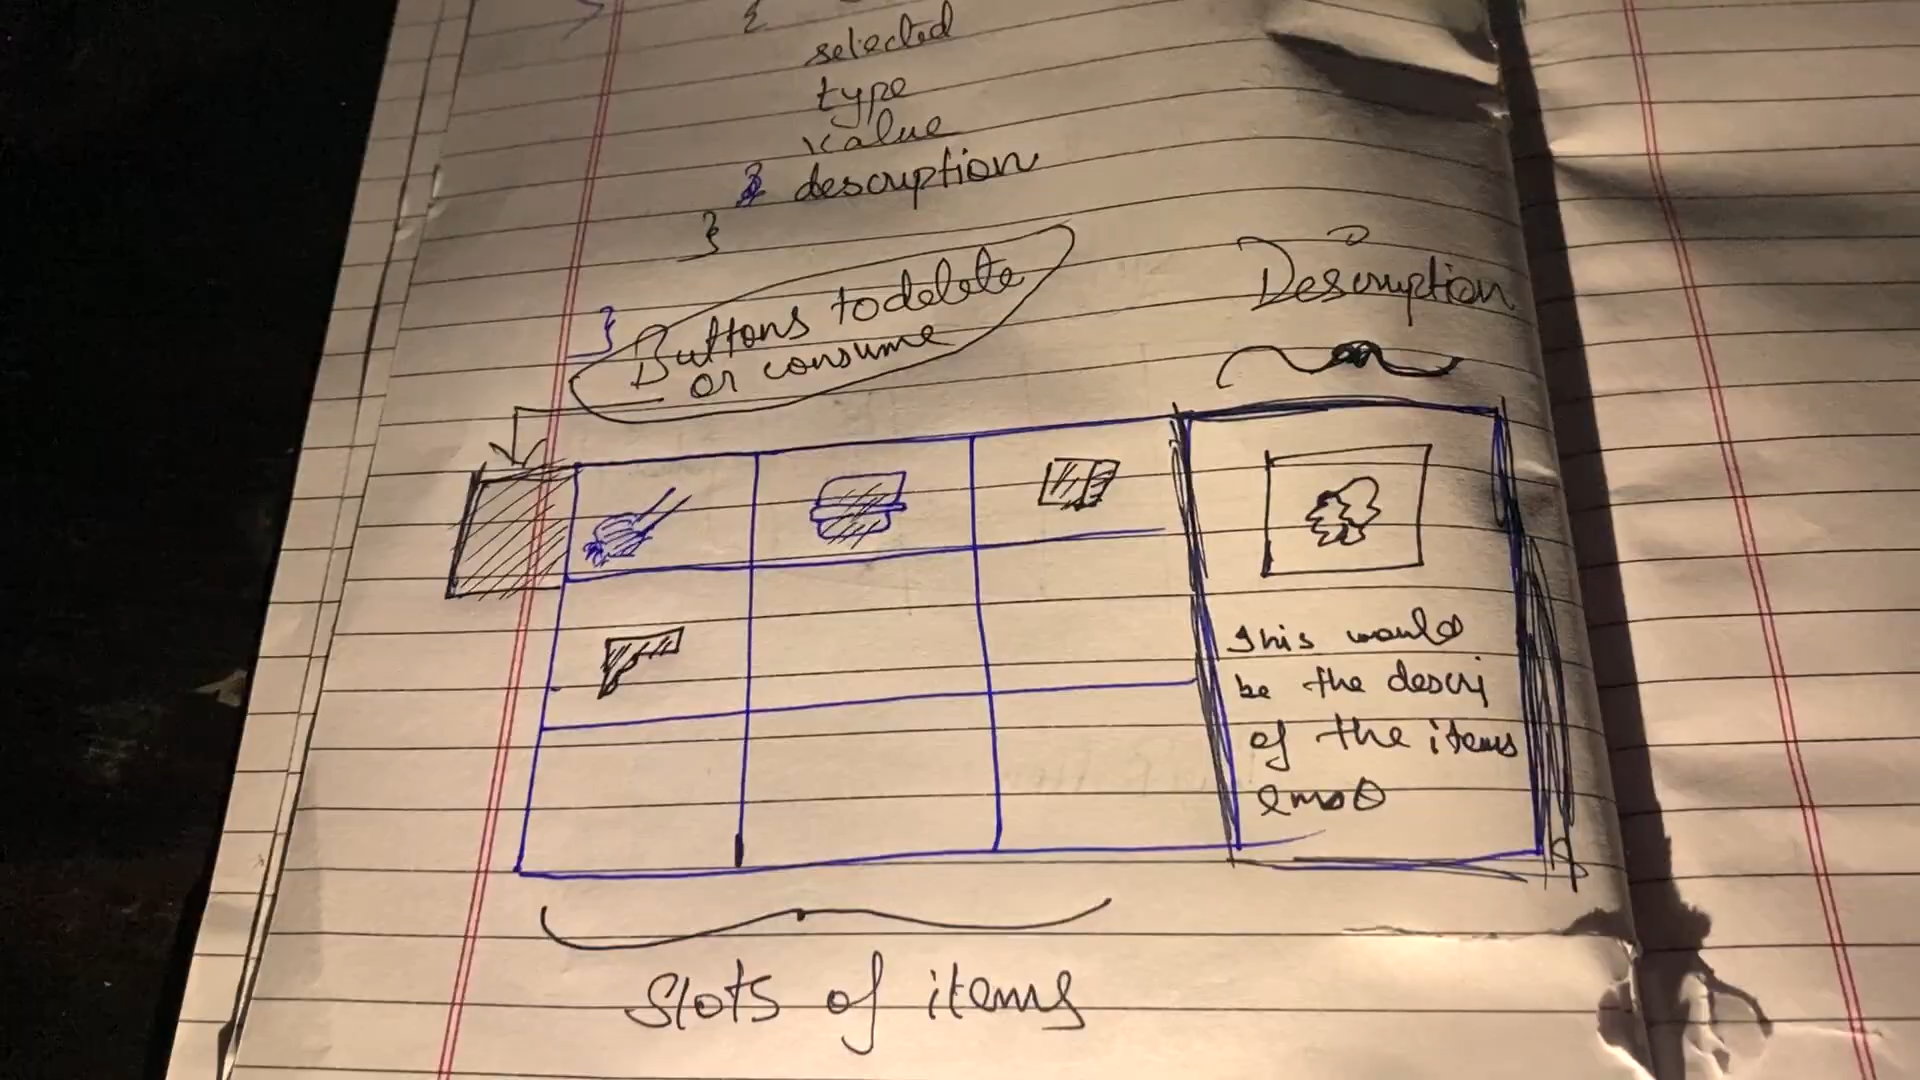 {
selected
type
value
description
}
}
Buttons to delete
or consume
Description
This would
be the descrj
of the items
Slots of items